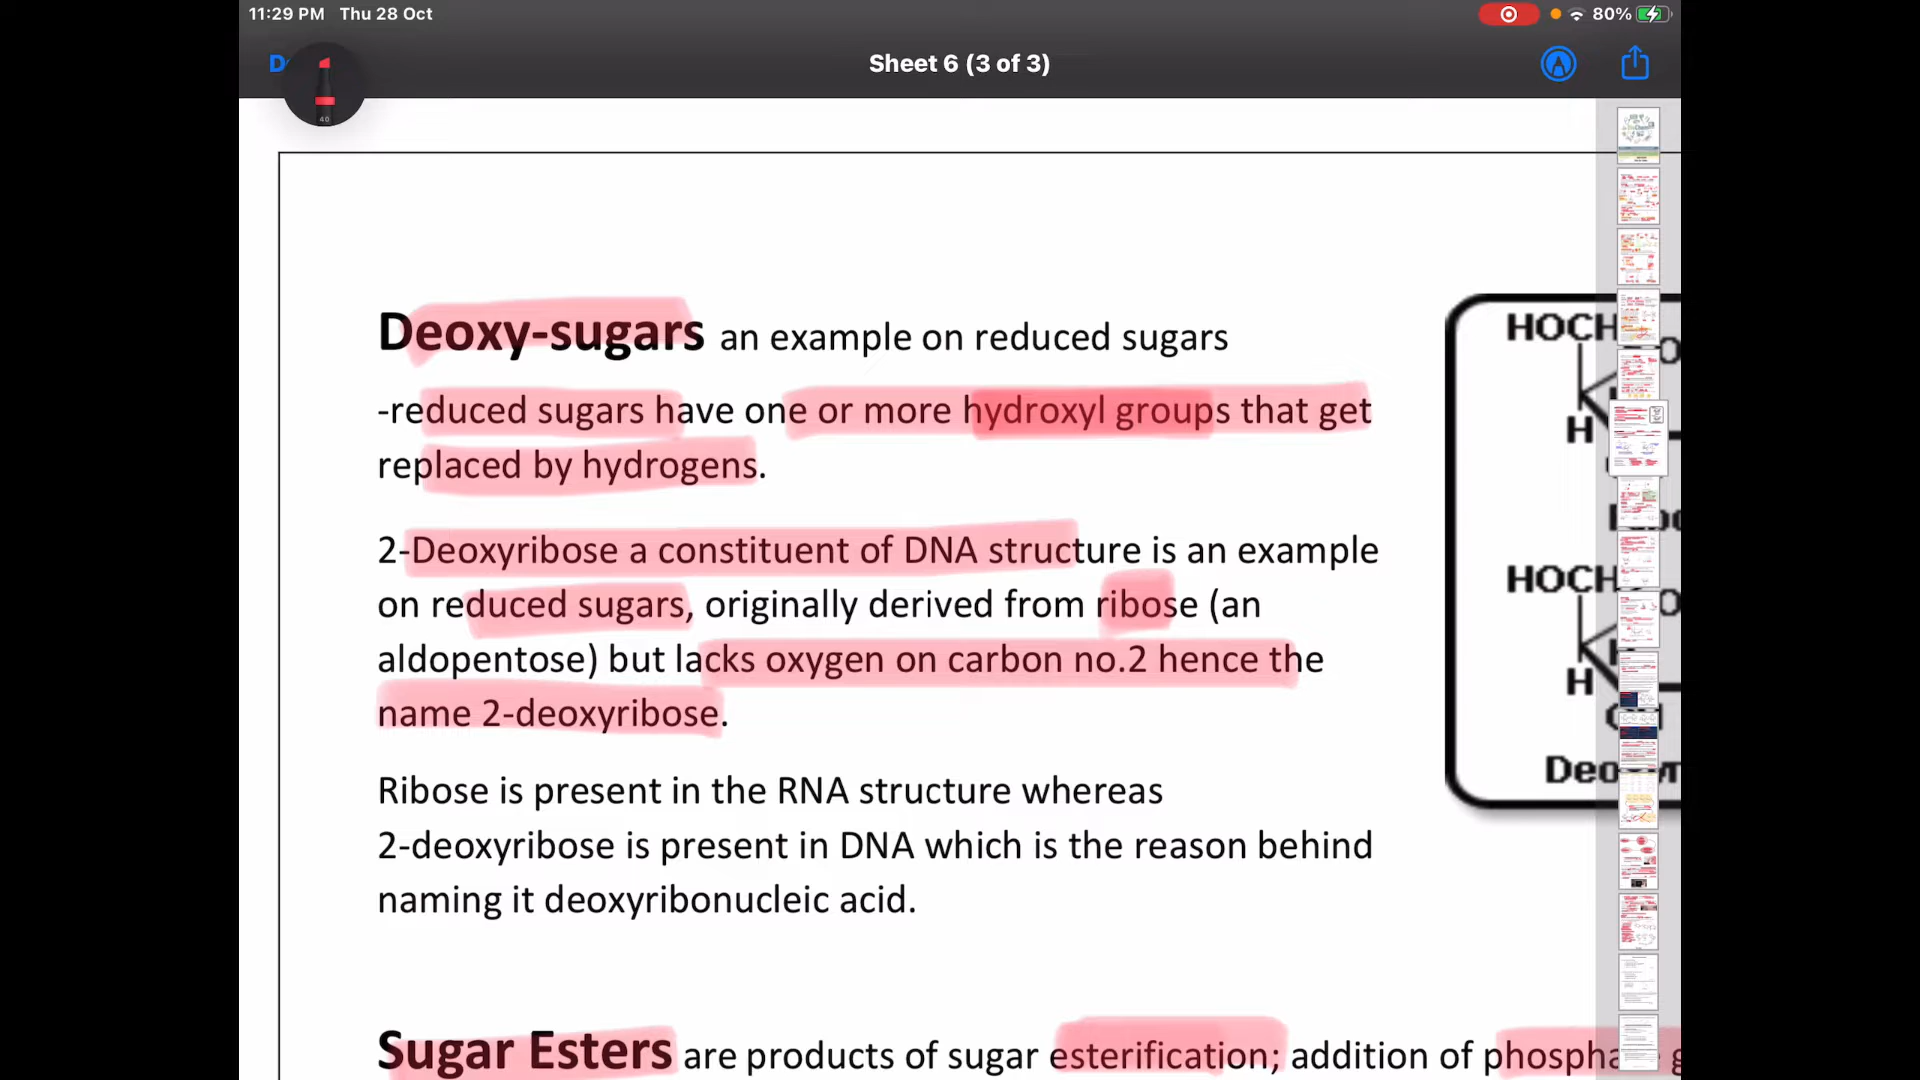 11:29 PM Thu 28 Oct
80%
Sheet 6 (3 of 3)
40
Deoxy-sugars an example on reduced sugars
-reduced sugars have one or more hydroxyl groups that get
replaced by hydrogens.
2-Deoxyribose a constituent of DNA structure is an example
on reduced sugars, originally derived from ribose (an
aldopentose) but lacks oxygen on carbon no.2 hence the
name 2-deoxyribose.
Ribose is present in the RNA structure whereas
2-deoxyribose is present in DNA which is the reason behind
naming it deoxyribonucleic acid.
Sugar Esters are products of sugar esterification; addition of
HOCH
H
HOCH
H